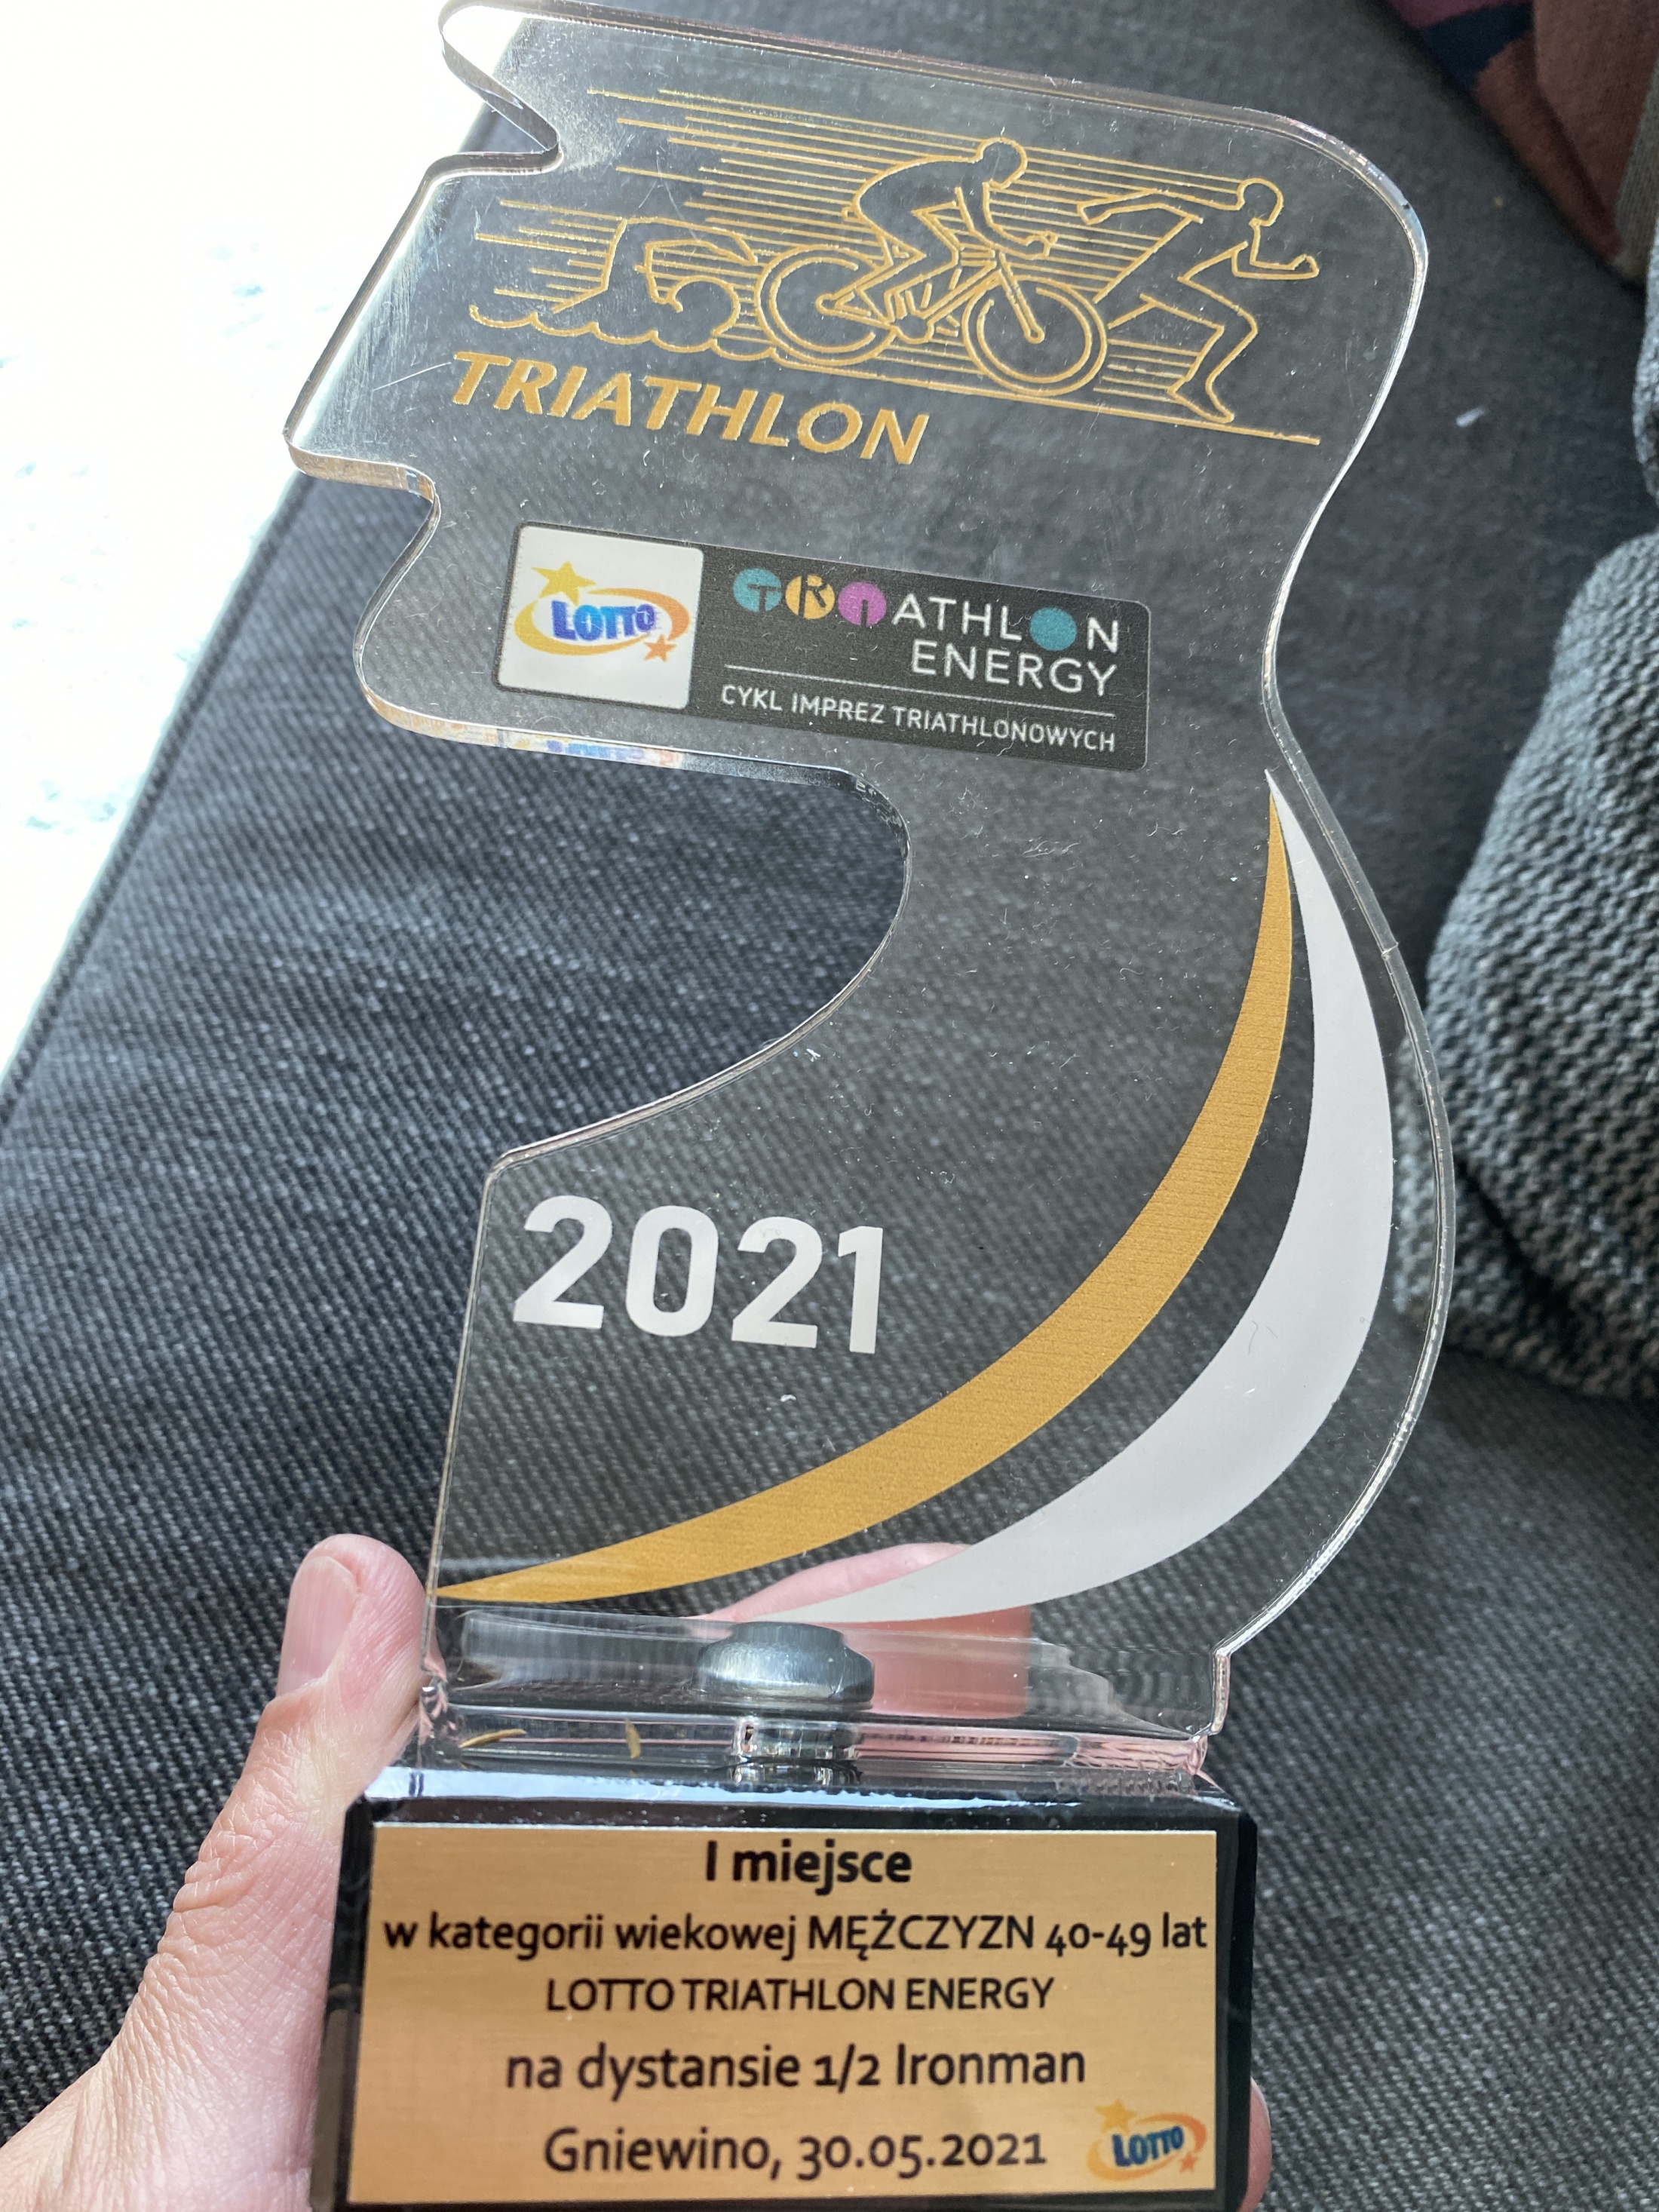 TRIATHLON
LOTTO
TRIATHLON
ENERGY
CYKL IMPREZ TRIATHLONOWYCH
2021
I miejsce
w kategorii wiekowej MĘŻCZYZN 40-49 lat
LOTTO TRIATHLON ENERGY
na dystansie 1/2 Ironman
Gniewino, 30.05.2021
LOTTO